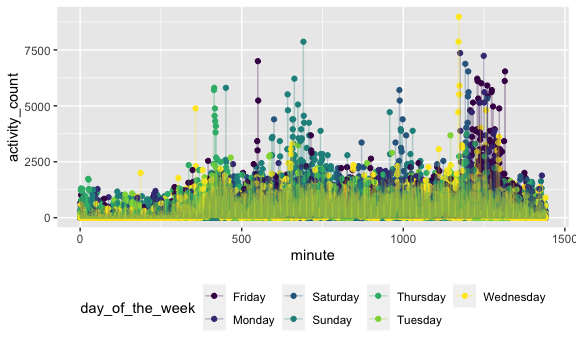 7500
5000
2500
0
activity_count
0 500 1000 1500
minute
day_of_the_week
Friday Saturday Thursday Wednesday
Monday Sunday Tuesday